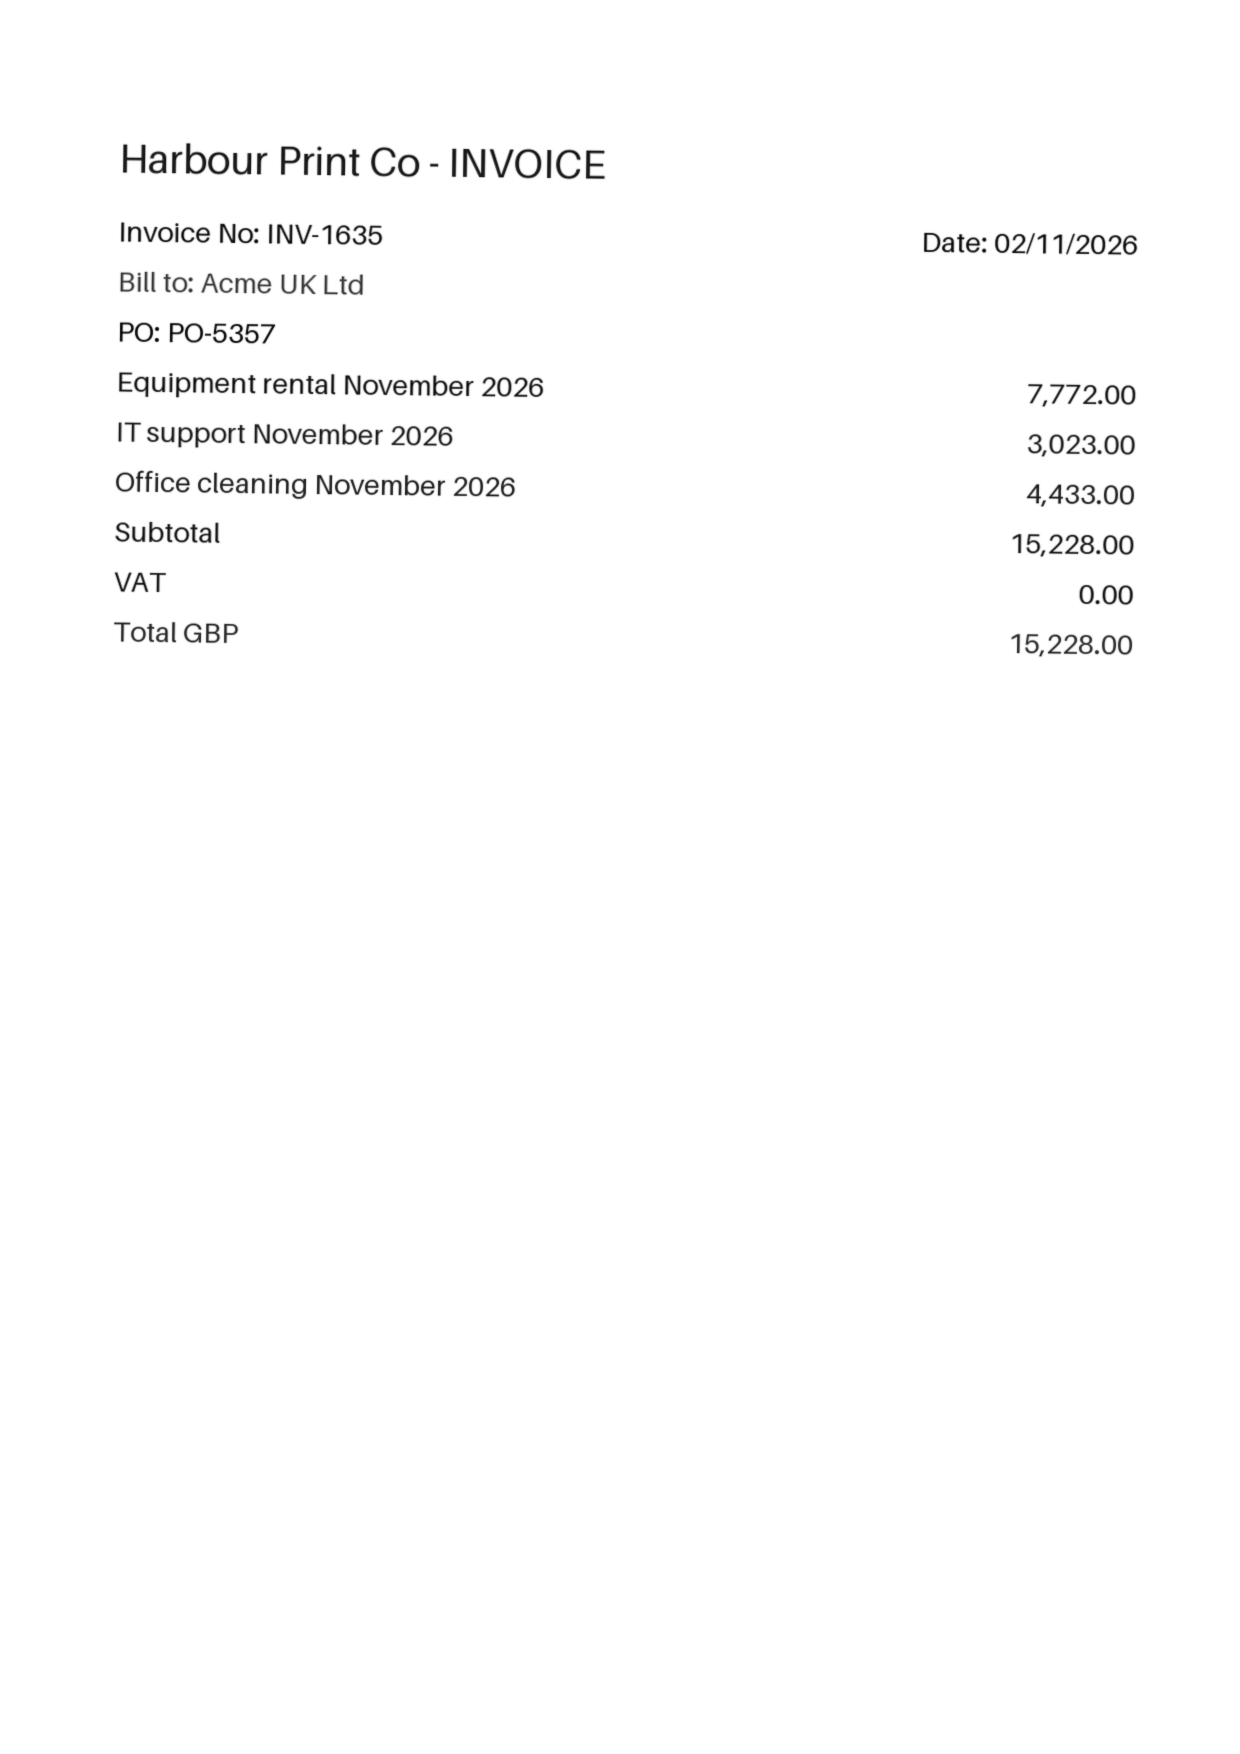 Harbour Print Co - INVOICE
Invoice No: INV-1635 Date: 02/11/2026
Bill to: Acme UK Ltd
PO: PO-5357
Equipment rental November 2026 7,772.00
IT support November 2026 3,023.00
Office cleaning November 2026 4,433.00
Subtotal 15,228.00
VAT 0.00
Total GBP 15,228.00